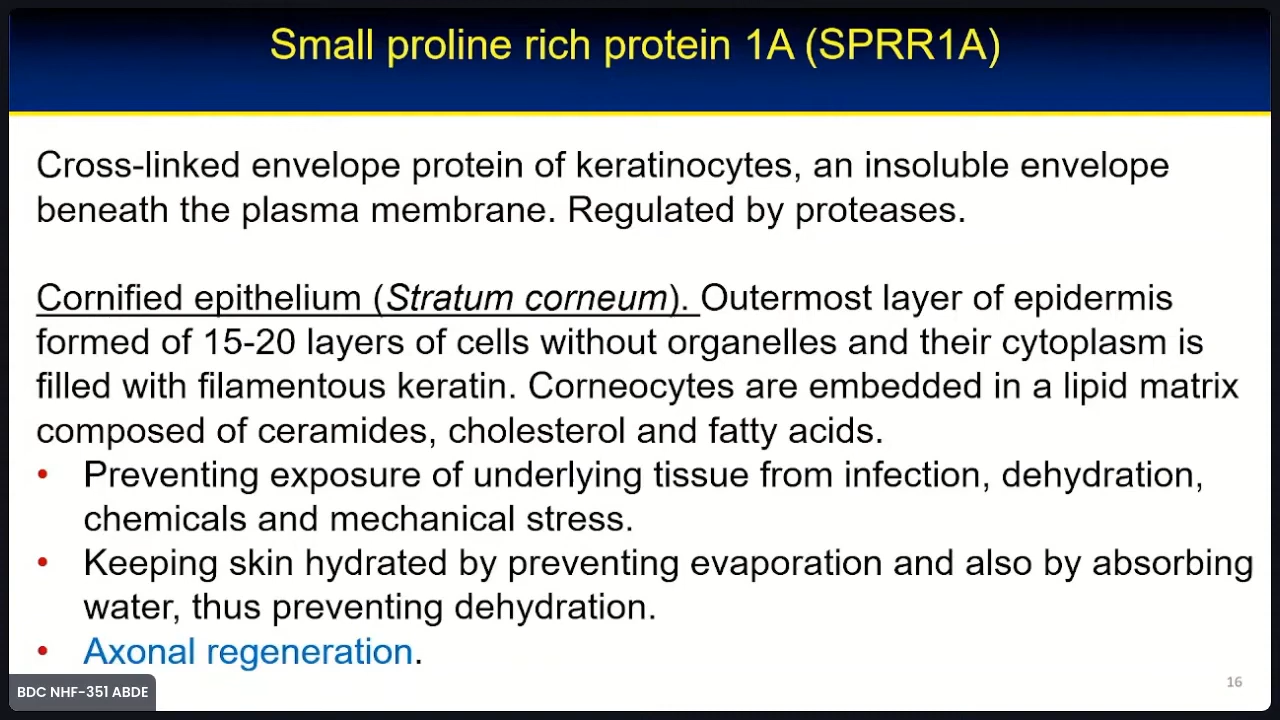 Small proline rich protein 1A (SPRR1A)
Cross-linked envelope protein of keratinocytes, an insoluble envelope
beneath the plasma membrane. Regulated by proteases.
Cornified epithelium (Stratum corneum). Outermost layer of epidermis
formed of 15-20 layers of cells without organelles and their cytoplasm is
filled with filamentous keratin. Corneocytes are embedded in a lipid matrix
composed of ceramides, cholesterol and fatty acids.
• Preventing exposure of underlying tissue from infection, dehydration,
chemicals and mechanical stress.
• Keeping skin hydrated by preventing evaporation and also by absorbing
water, thus preventing dehydration.
• Axonal regeneration.
BDC NHF-351 ABDE
16